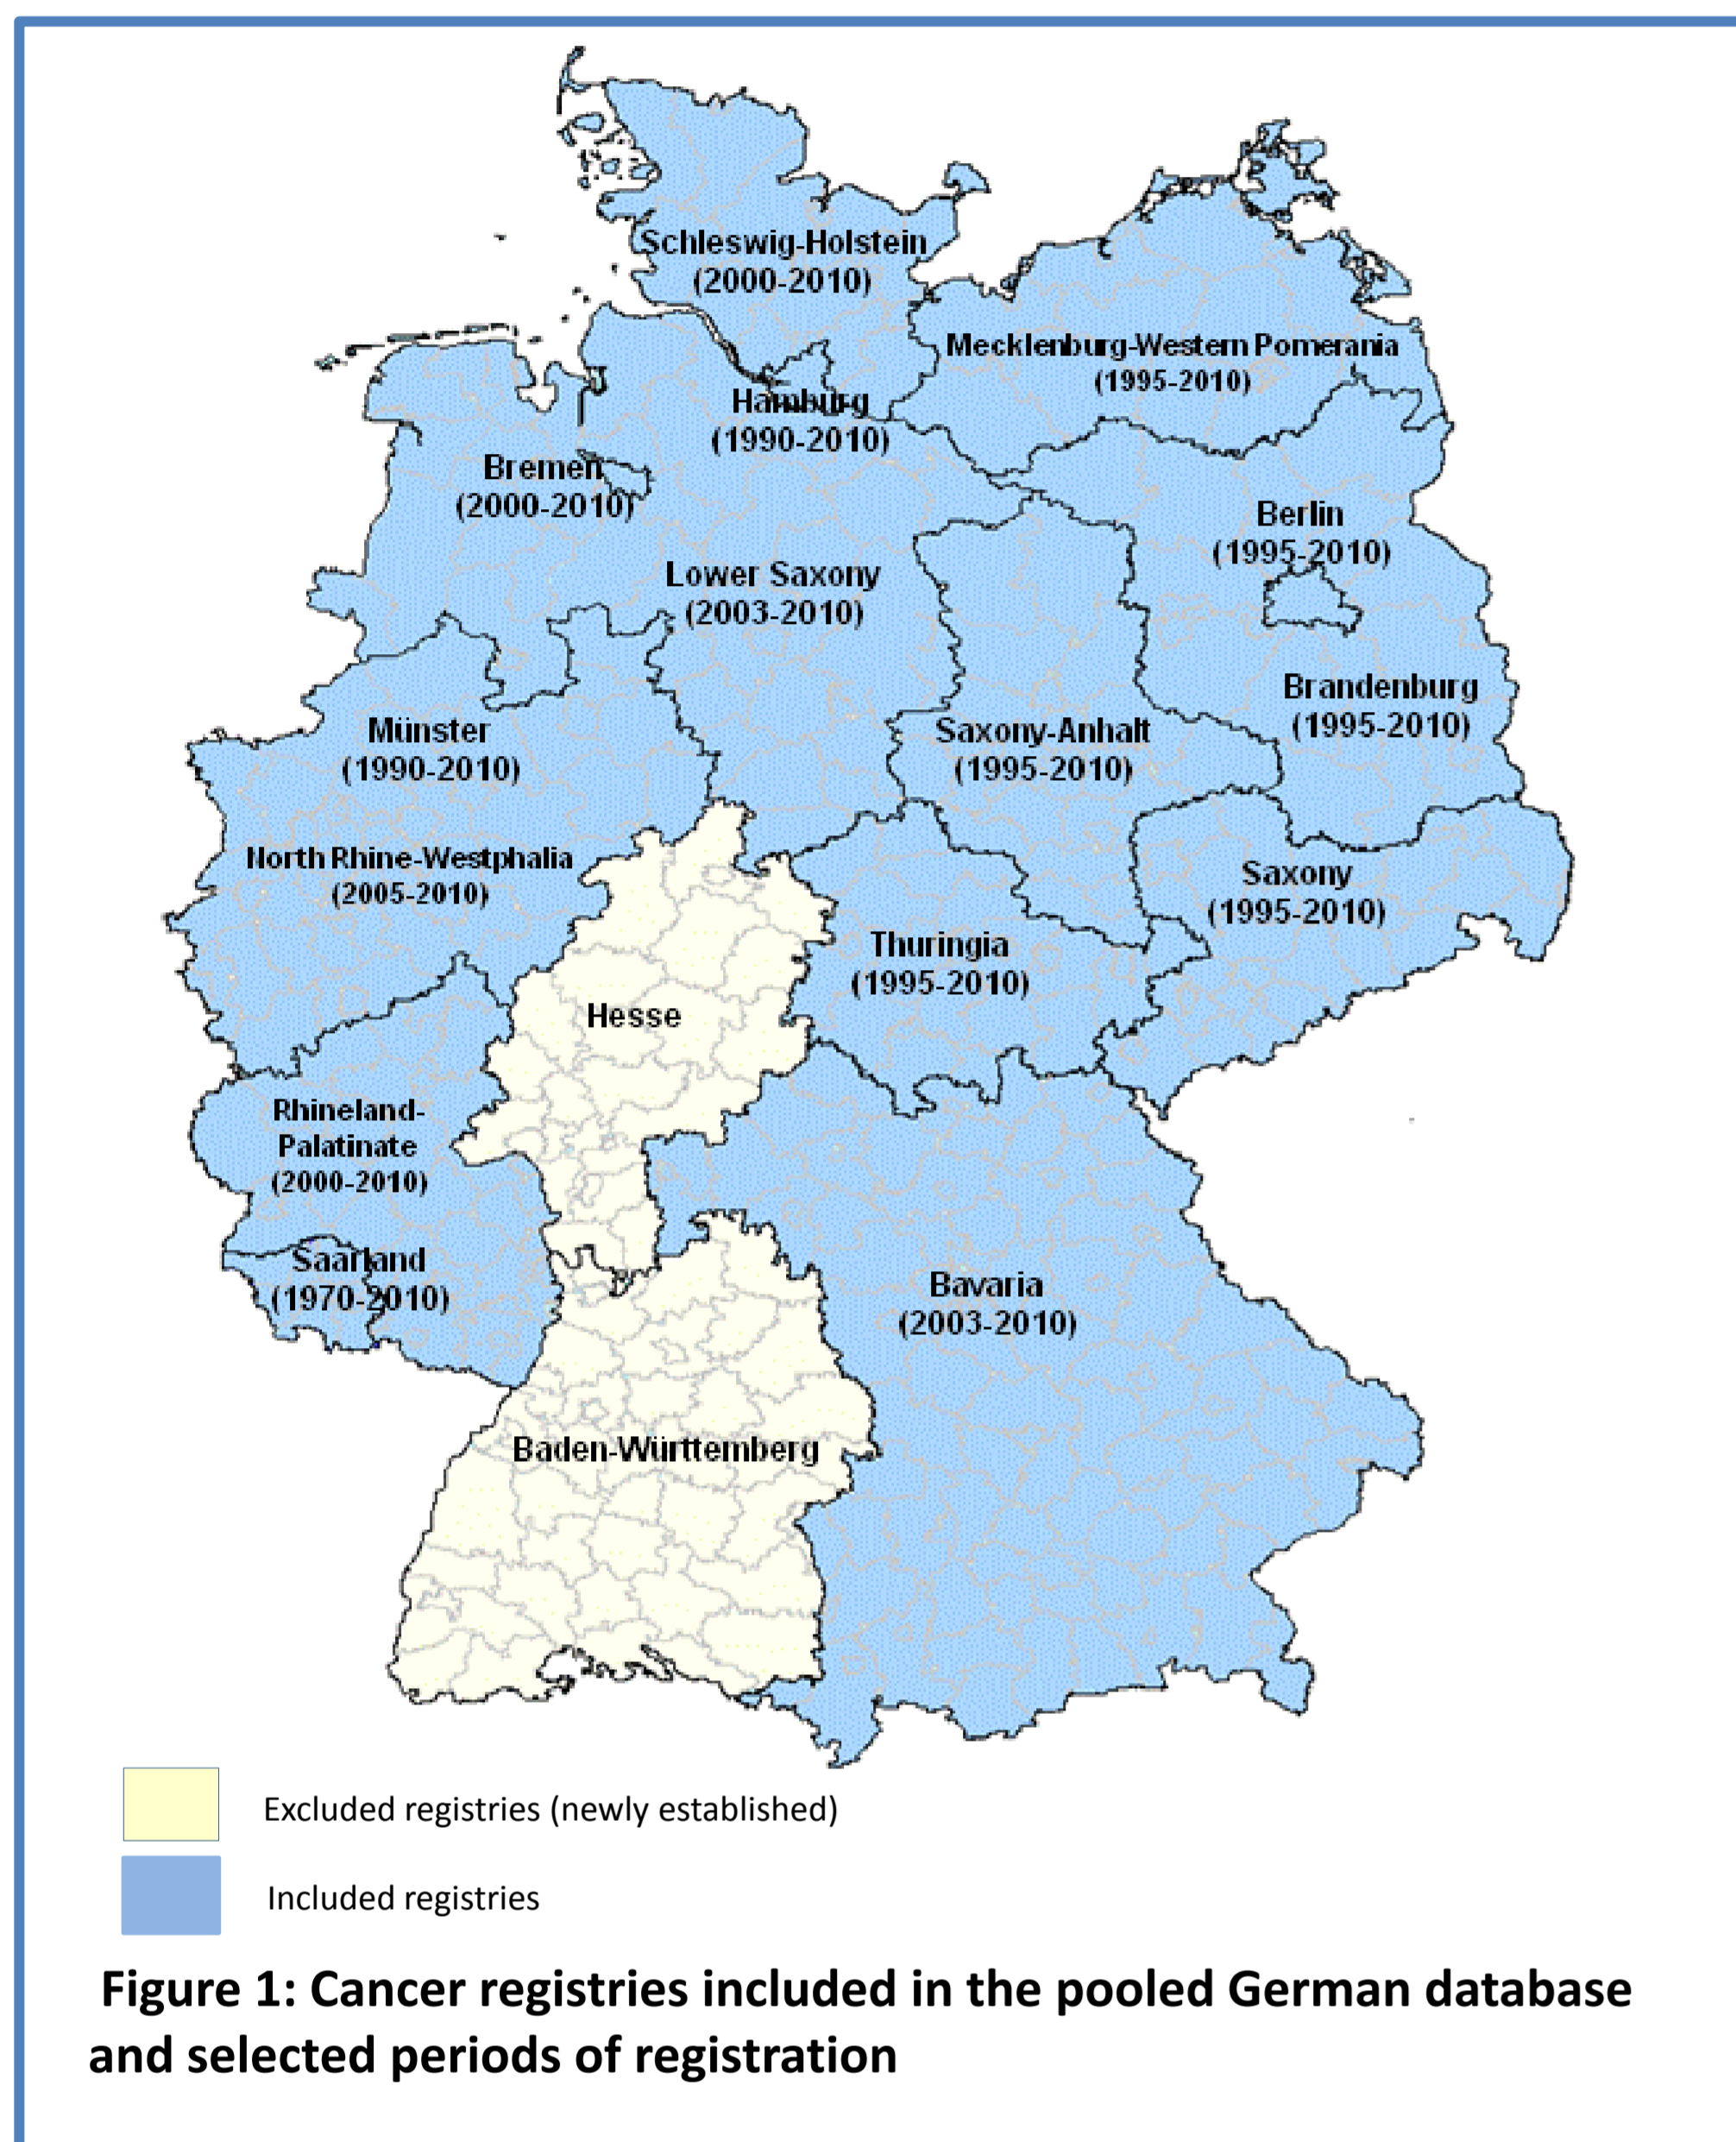 Schleswig-Holstein
(2000-2010)
Mecklenburg-Western Pomerania
(1995-2010)
Hamburg
(1990-2010)
Bremen
(2000-2010)
Berlin
(1995-2010)
Lower Saxony
(2003-2010)
Brandenburg
(1995-2010)
Münster
(1990-2010)
Saxony-Anhalt
(1995-2010)
North Rhine-Westphalia
(2005-2010)
Saxony
(1995-2010)
Thuringia
(1995-2010)
Hesse
Rhineland-
Palatinate
(2000-2010)
Saarland
(1970-2010)
Bavaria
(2003-2010)
Baden-Württemberg
Excluded registries (newly established)
Included registries
Figure 1: Cancer registries included in the pooled German database
and selected periods of registration